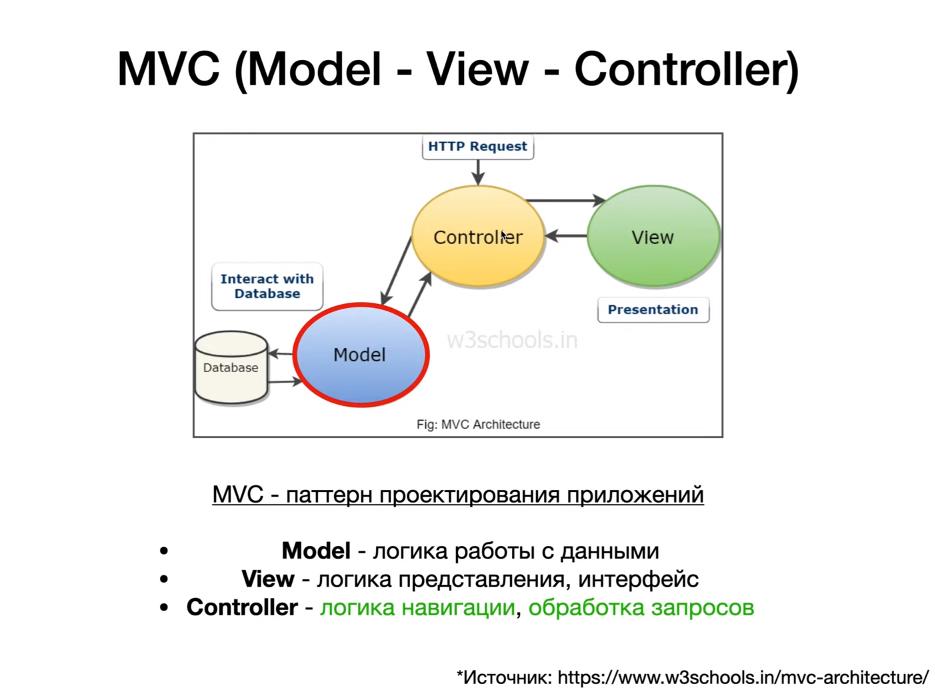 MVC (Model - View - Controller)
HTTP Request
Controller
View
Interact with
Database
Presentation
w3schools.in
Model
Database
Fig: MVC Architecture
MVC - паттерн проектирования приложений
• Model - логика работы с данными
• View - логика представления, интерфейс
• Controller - логика навигации, обработка запросов
*Источник: https://www.w3schools.in/mvc-architecture/